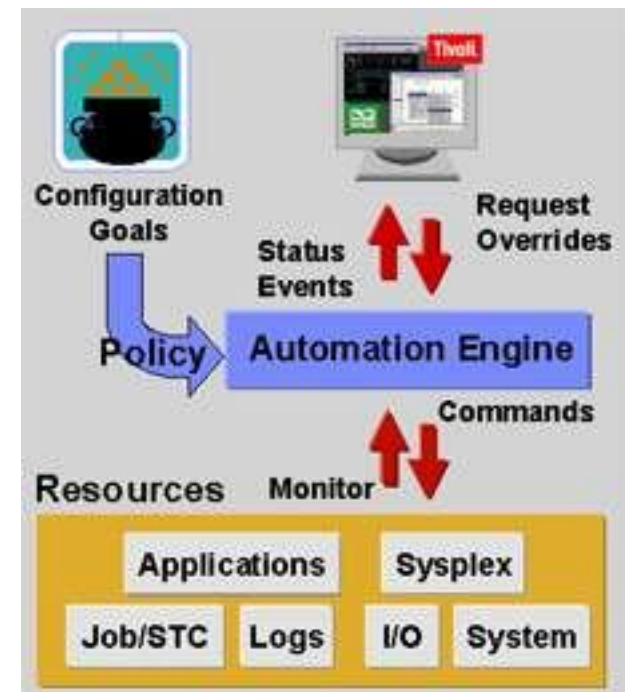 Tivoli
Configuration
Goals
Request
Overrides
Status
Events
Policy
Automation Engine
Commands
Monitor
Resources
Applications
Sysplex
Job/STC
Logs
I/O
System